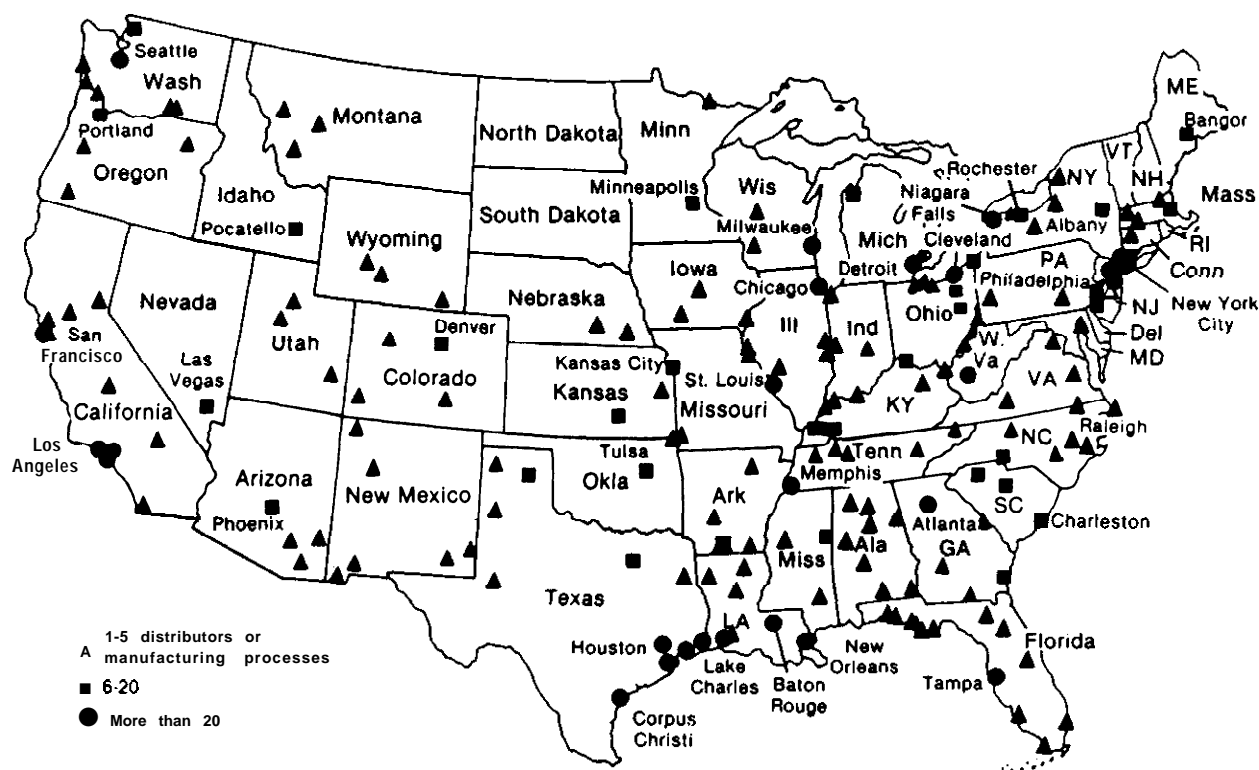 Seattle
Wash
Portland
Oregon
Montana
Idaho
Pocatello
Wyoming
North Dakota
South Dakota
Minn
Minneapolis
Wis
Milwaukee
Mich
Detroit
Niagara
Falls
Rochester
Cleveland
NY
Albany
VT
NH
ME
Bangor
Mass
RI
Conn
New York
City
NJ
Del
MD
PA
Philadelphia
Nevada
Utah
Las
Vegas
San
Francisco
California
Los
Angeles
Denver
Colorado
Nebraska
Iowa
Chicago
Ill
Ind
Ohio
Kansas City
Kansas
St. Louis
Missouri
KY
W.
Va
VA
Raleigh
NC
Tenn
Memphis
Arizona
Phoenix
New Mexico
Tulsa
Okla
Ark
SC
Charleston
Atlanta
GA
Ala
Miss
Texas
LA
Houston
Lake
Charles
Baton
Rouge
New
Orleans
Corpus
Christi
Tampa
Florida
A 1-5 distributors or
manufacturing processes
6-20
More than 20